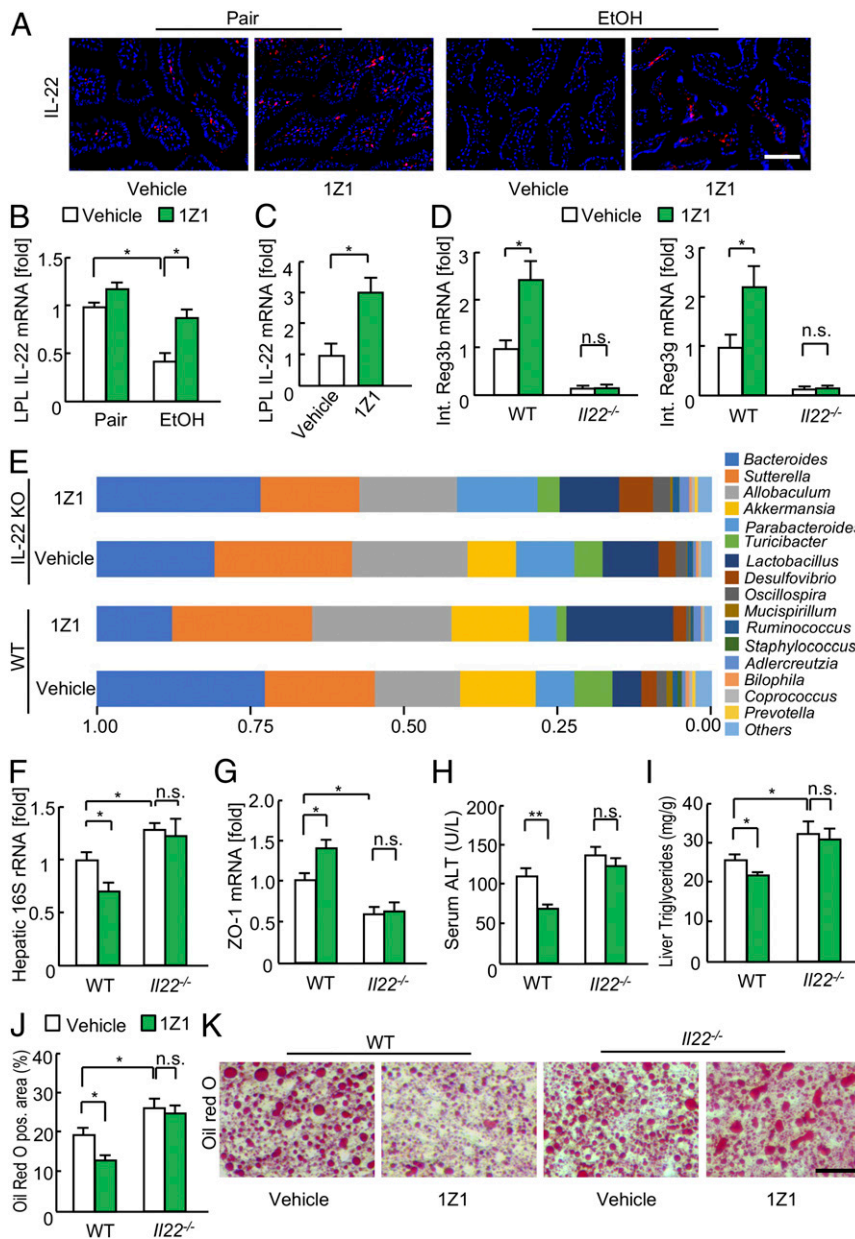 A
Pair
EtOH
IL-22
Vehicle
1Z1
Vehicle
1Z1
B
Vehicle
1Z1
LPL IL-22 mRNA [fold]
1.5
1
0.5
0
*
*
Pair
EtOH
C
LPL IL-22 mRNA [fold]
4
3
2
1
0
*
Vehicle
1Z1
D
Vehicle
1Z1
Int. Reg3b mRNA [fold]
3
2
1
0
*
n.s.
WT
Il22-/-
Int. Reg3g mRNA [fold]
3
2
1
0
*
n.s.
WT
Il22-/-
E
IL-22 KO
1Z1
Vehicle
WT
1Z1
Vehicle
1.00
0.75
0.50
0.25
0.00
Bacteroides
Sutterella
Allobaculum
Akkermansia
Parabacteroides
Turicibacter
Lactobacillus
Desulfovibrio
Oscillospira
Mucispirillum
Ruminococcus
Staphylococcus
Adlercreutzia
Bilophila
Coprococcus
Prevotella
Others
F
Hepatic 16S rRNA [fold]
1.5
1
0.5
0
*
*
n.s.
WT
Il22-/-
G
ZO-1 mRNA [fold]
2.0
1.5
1.0
0.5
0
*
*
n.s.
WT
Il22-/-
H
Serum ALT (U/L)
200
150
100
50
0
**
n.s.
WT
Il22-/-
I
Liver Triglycerides (mg/g)
40
30
20
10
0
*
*
n.s.
WT
Il22-/-
J
Vehicle
1Z1
Oil Red O pos. area (%)
40
30
20
10
0
*
*
n.s.
WT
Il22-/-
K
WT
Il22-/-
Oil red O
Vehicle
1Z1
Vehicle
1Z1